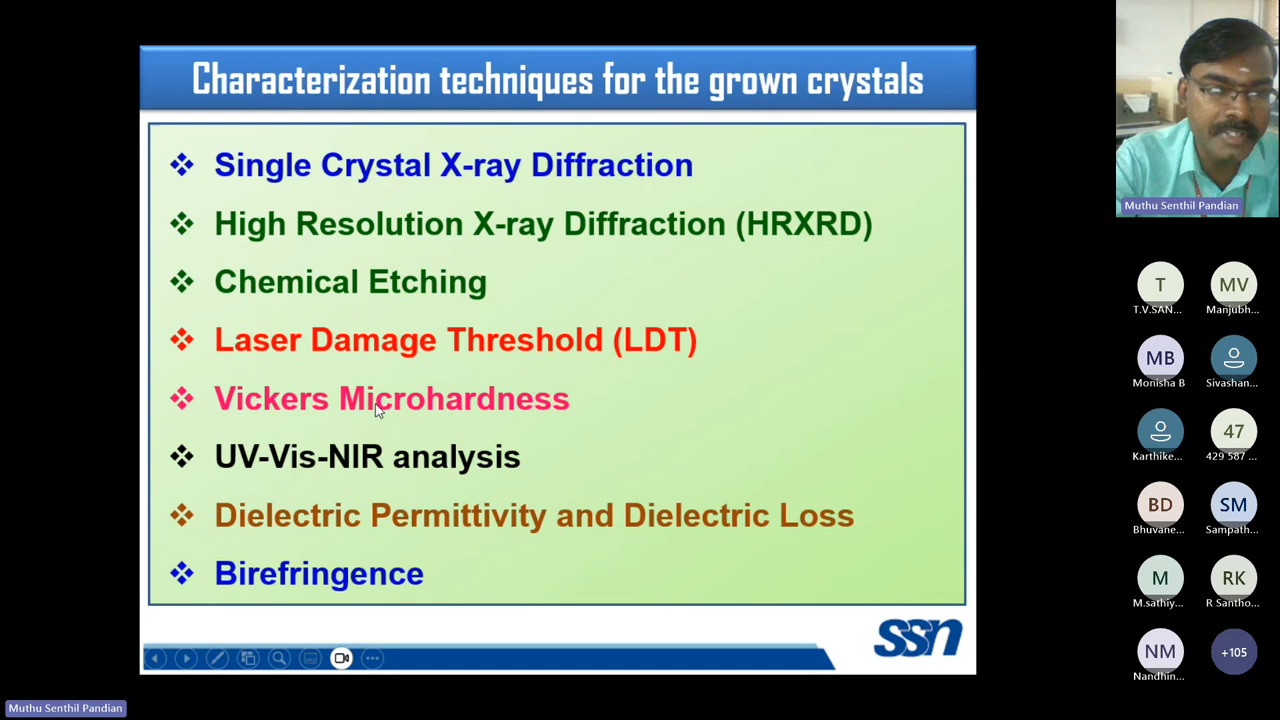 Characterization techniques for the grown crystals
❖ Single Crystal X-ray Diffraction
❖ High Resolution X-ray Diffraction (HRXRD)
❖ Chemical Etching
❖ Laser Damage Threshold (LDT)
❖ Vickers Microhardness
❖ UV-Vis-NIR analysis
❖ Dielectric Permittivity and Dielectric Loss
❖ Birefringence
ssn
Muthu Senthil Pandian
T
T.V.SAN...
MV
Manjubh...
MB
Monisha B
Sivashan...
Karthike...
47
429 587 ...
BD
Bhuvane...
SM
Sampath...
M
M.sathiy...
RK
R Santho...
NM
Nandhin...
+105
Muthu Senthil Pandian